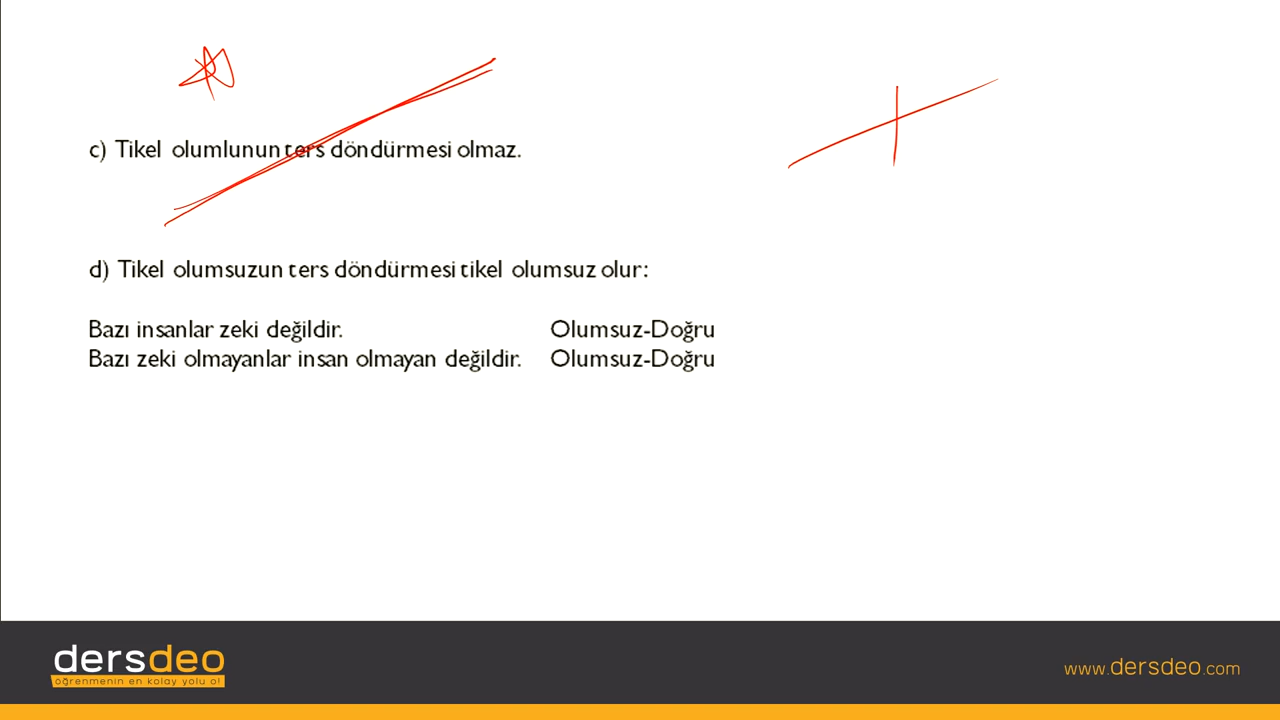 c) Tikel olumlunun ters döndürmesi olmaz.
d) Tikel olumsuzun ters döndürmesi tikel olumsuz olur:
Bazı insanlar zeki değildir. Olumsuz-Doğru
Bazı zeki olmayanlar insan olmayan değildir. Olumsuz-Doğru
dersdeo
öğrenmenin en kolay yolu o!
www.dersdeo.com